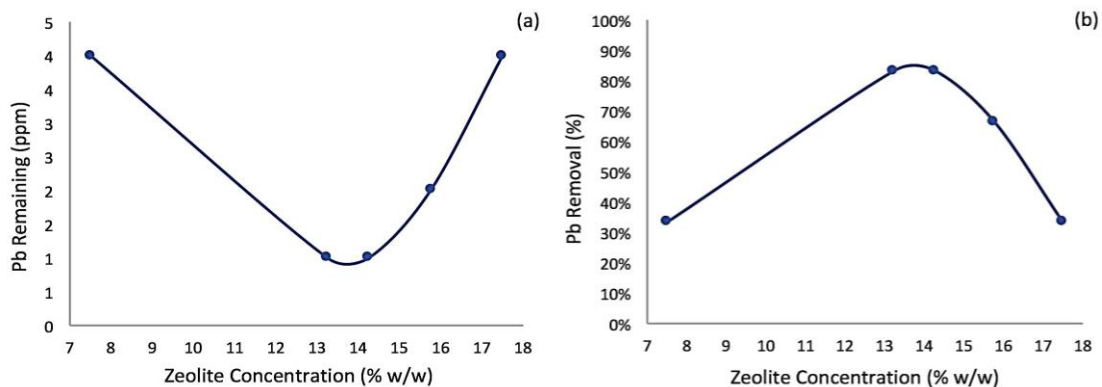 (a)
Pb Remaining (ppm)
5
4
4
3
3
2
2
1
1
0
7 8 9 10 11 12 13 14 15 16 17 18
Zeolite Concentration (% w/w)
(b)
Pb Removal (%)
100%
90%
80%
70%
60%
50%
40%
30%
20%
10%
0%
7 8 9 10 11 12 13 14 15 16 17 18
Zeolite Concentration (% w/w)